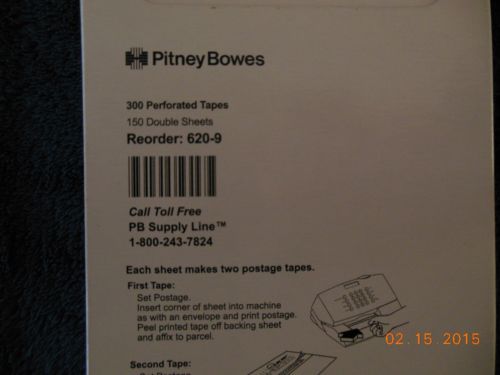 PitneyBowes
300 Perforated Tapes
150 Double Sheets
Reorder: 620-9
Call Toll Free
PB Supply Line™
1-800-243-7824
Each sheet makes two postage tapes.
First Tape:
Set Postage.
Insert corner of sheet into machine
as with an envelope and print postage.
Peel printed tape off backing sheet
and affix to parcel.
02.15.2015
Second Tape:
Set Postage